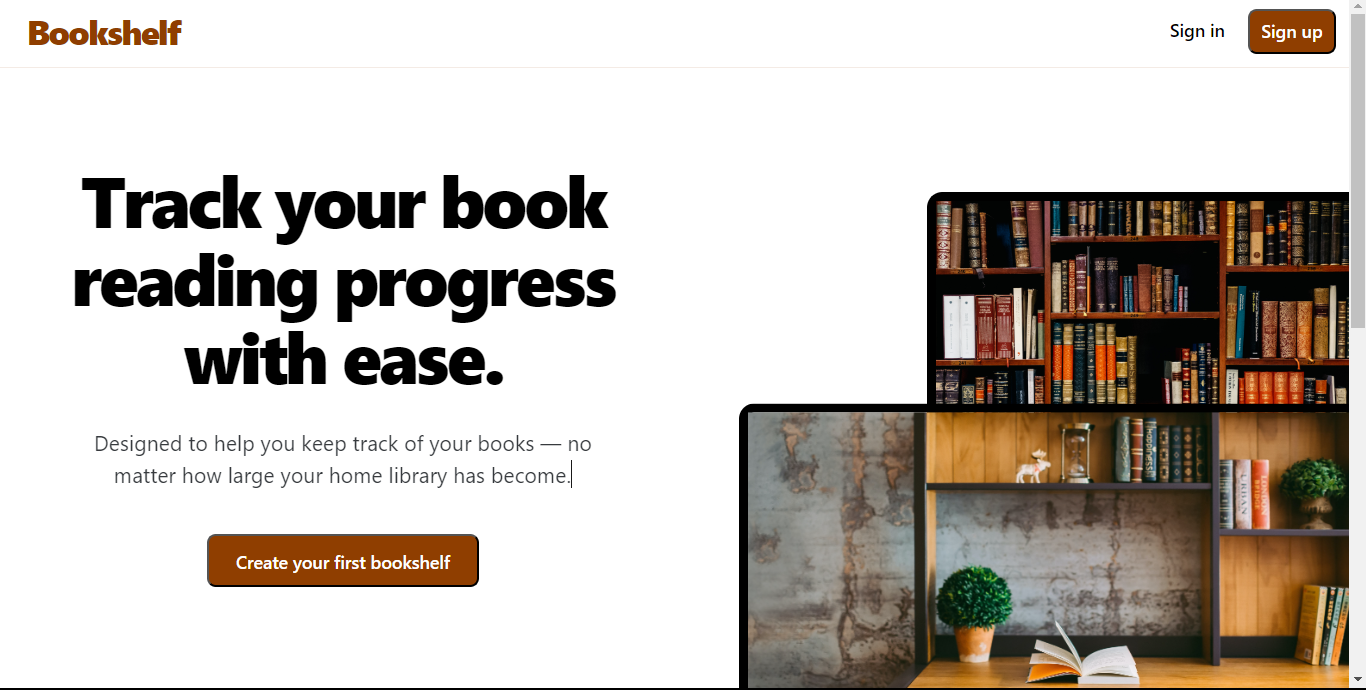 Bookshelf
Sign in
Sign up
Track your book
reading progress
with ease.
Designed to help you keep track of your books — no
matter how large your home library has become.
Create your first bookshelf